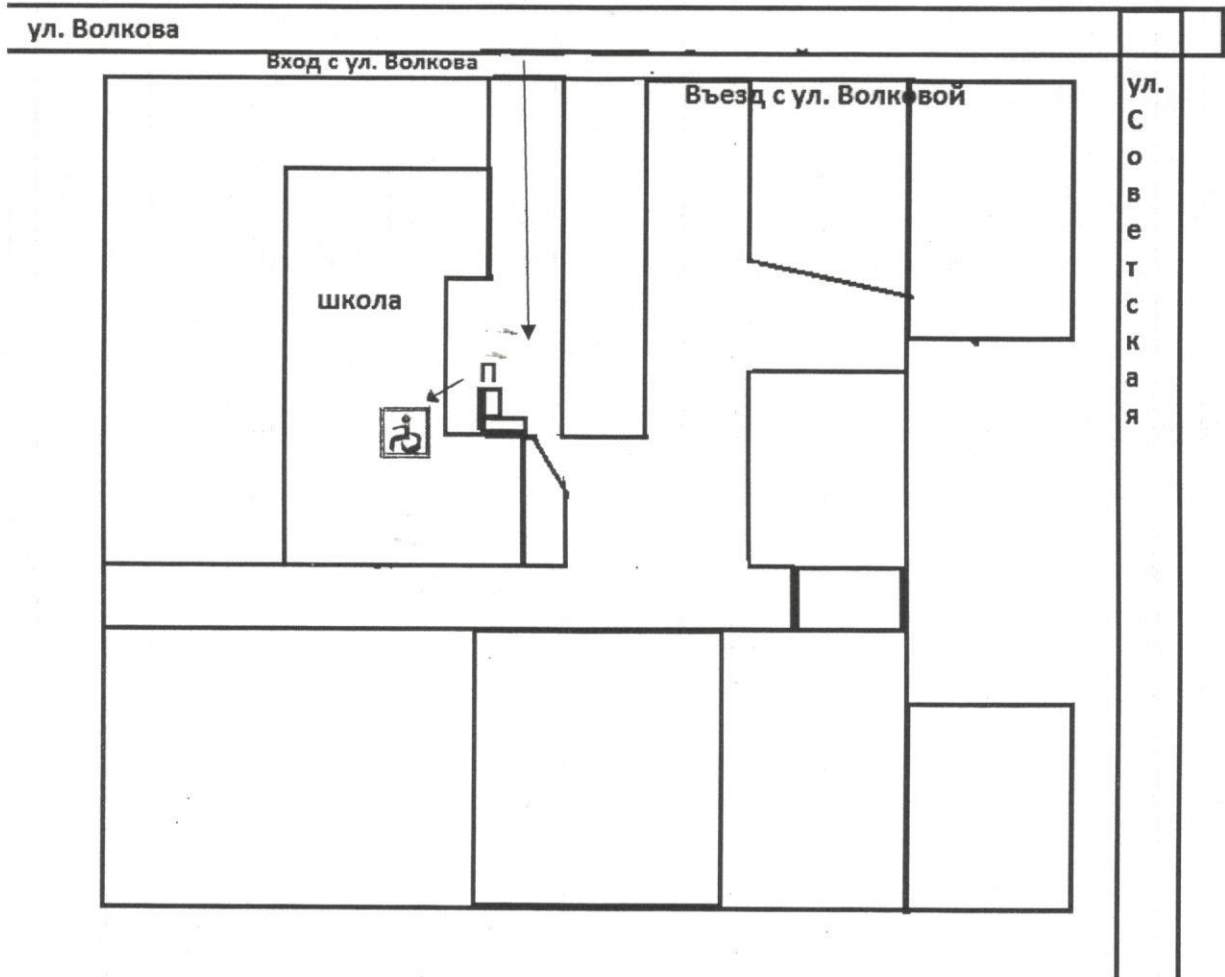 ул. Волкова
Вход с ул. Волкова
Въезд с ул. Волковой
ул.
С
о
в
е
т
с
к
а
я
школа
П